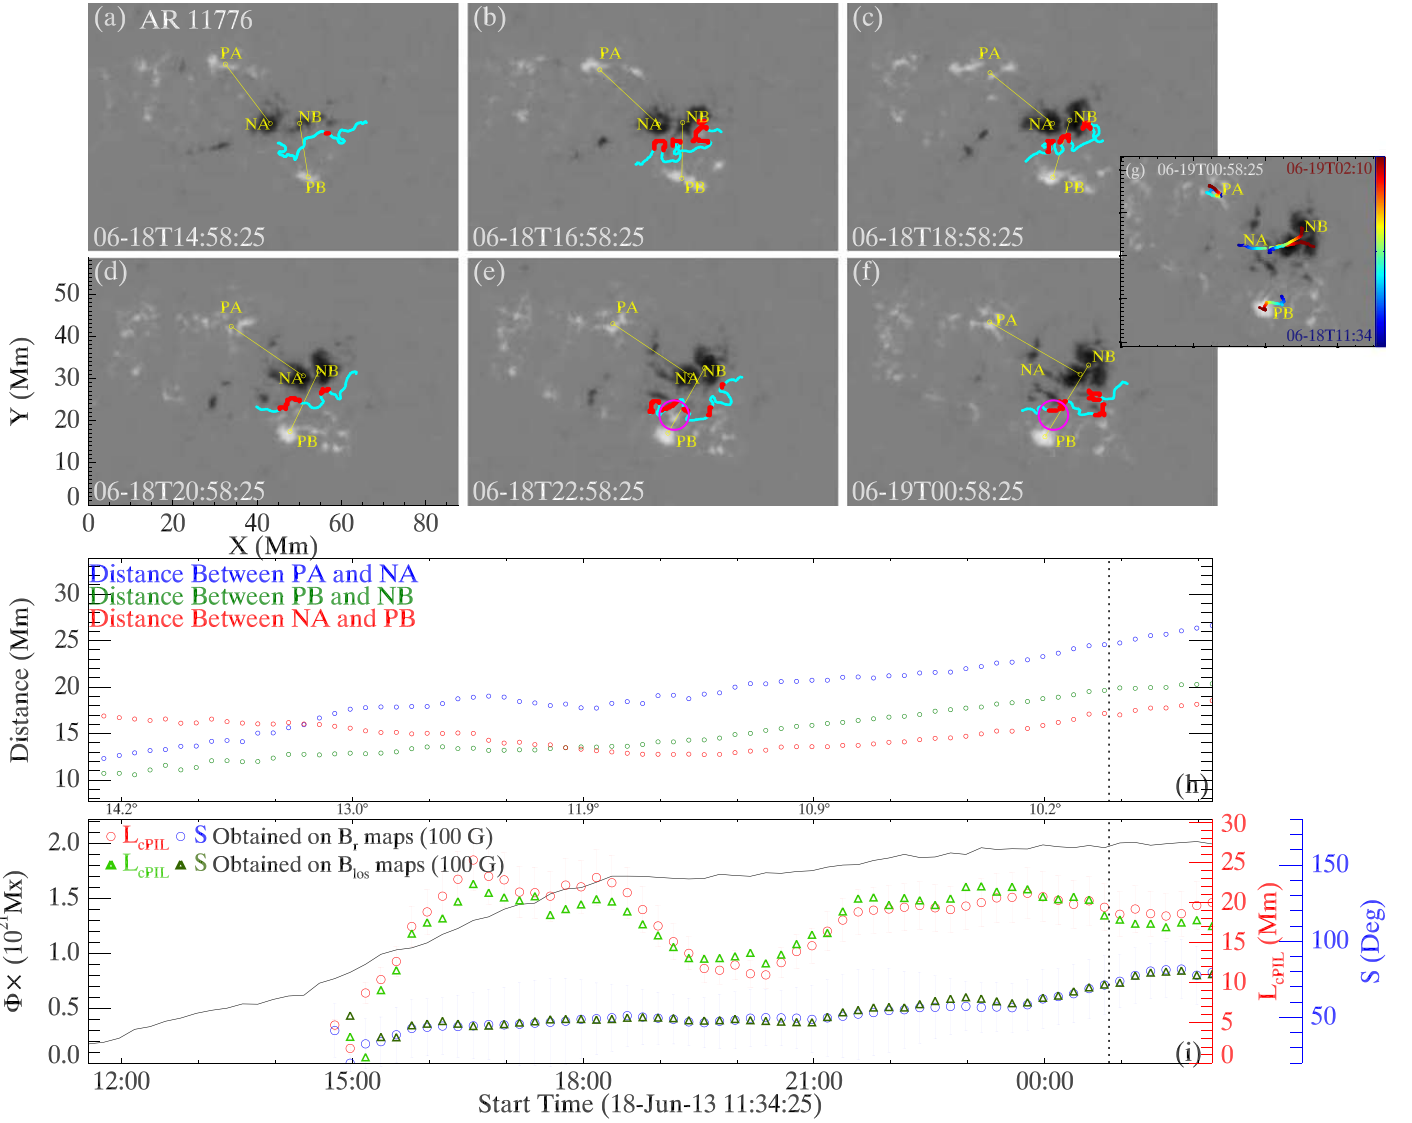 (a) AR 11776
PA
NA
NB
PB
06-18T14:58:25
(b)
PA
NA
NB
PB
06-18T16:58:25
(c)
PA
NA
NB
PB
06-18T18:58:25
(g) 06-19T00:58:25 06-19T02:10
PA
NB
NA
PB
06-18T11:34
(d)
PA
NA
NB
PB
06-18T20:58:25
(e)
PA
NA
NB
PB
06-18T22:58:25
(f)
PA
NB
NA
PB
06-19T00:58:25
Y (Mm)
50
40
30
20
10
0
0 20 40 60 80
X (Mm)
Distance Between PA and NA
Distance Between PB and NB
Distance Between NA and PB
Distance (Mm)
30
25
20
15
10
(h)
14.2° 13.0° 11.9° 10.9° 10.2°
L_cPIL S Obtained on B_r maps (100 G)
L_cPIL S Obtained on B_los maps (100 G)
Φ× (10^21 Mx)
2.0
1.5
1.0
0.5
0.0
(i)
30
25
20
15
10
5
0
L_cPIL (Mm)
150
100
50
S (Deg)
12:00 15:00 18:00 21:00 00:00
Start Time (18-Jun-13 11:34:25)